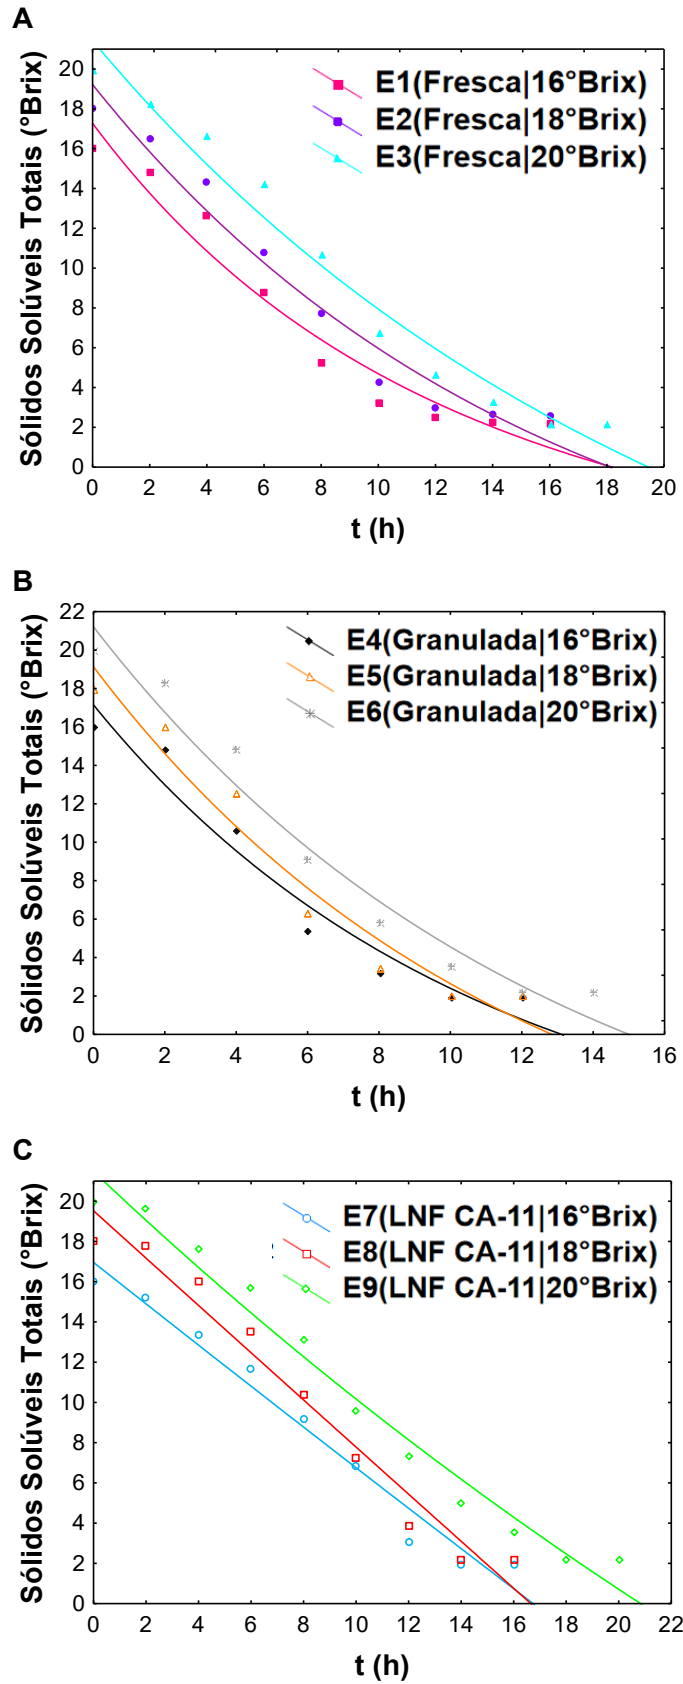 A
Sólidos Solúveis Totais (°Brix)
20
18
16
14
12
10
8
6
4
2
0
E1(Fresca|16°Brix)
E2(Fresca|18°Brix)
E3(Fresca|20°Brix)
0 2 4 6 8 10 12 14 16 18 20
t (h)
B
Sólidos Solúveis Totais (°Brix)
22
20
18
16
14
12
10
8
6
4
2
0
E4(Granulada|16°Brix)
E5(Granulada|18°Brix)
E6(Granulada|20°Brix)
0 2 4 6 8 10 12 14 16
t (h)
C
Sólidos Solúveis Totais (°Brix)
20
18
16
14
12
10
8
6
4
2
0
E7(LNF CA-11|16°Brix)
E8(LNF CA-11|18°Brix)
E9(LNF CA-11|20°Brix)
0 2 4 6 8 10 12 14 16 18 20 22
t (h)